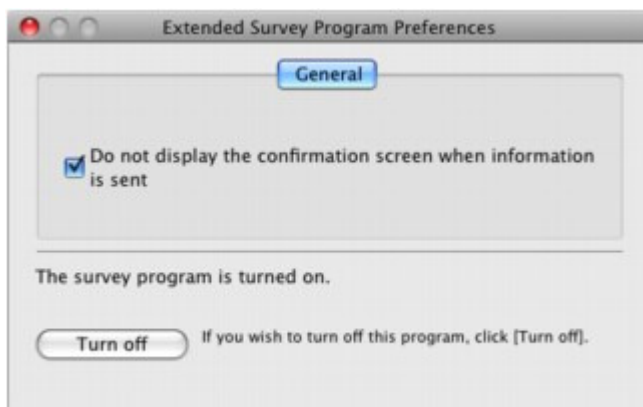 Extended Survey Program Preferences
General
Do not display the confirmation screen when information
is sent
The survey program is turned on.
Turn off
If you wish to turn off this program, click [Turn off].